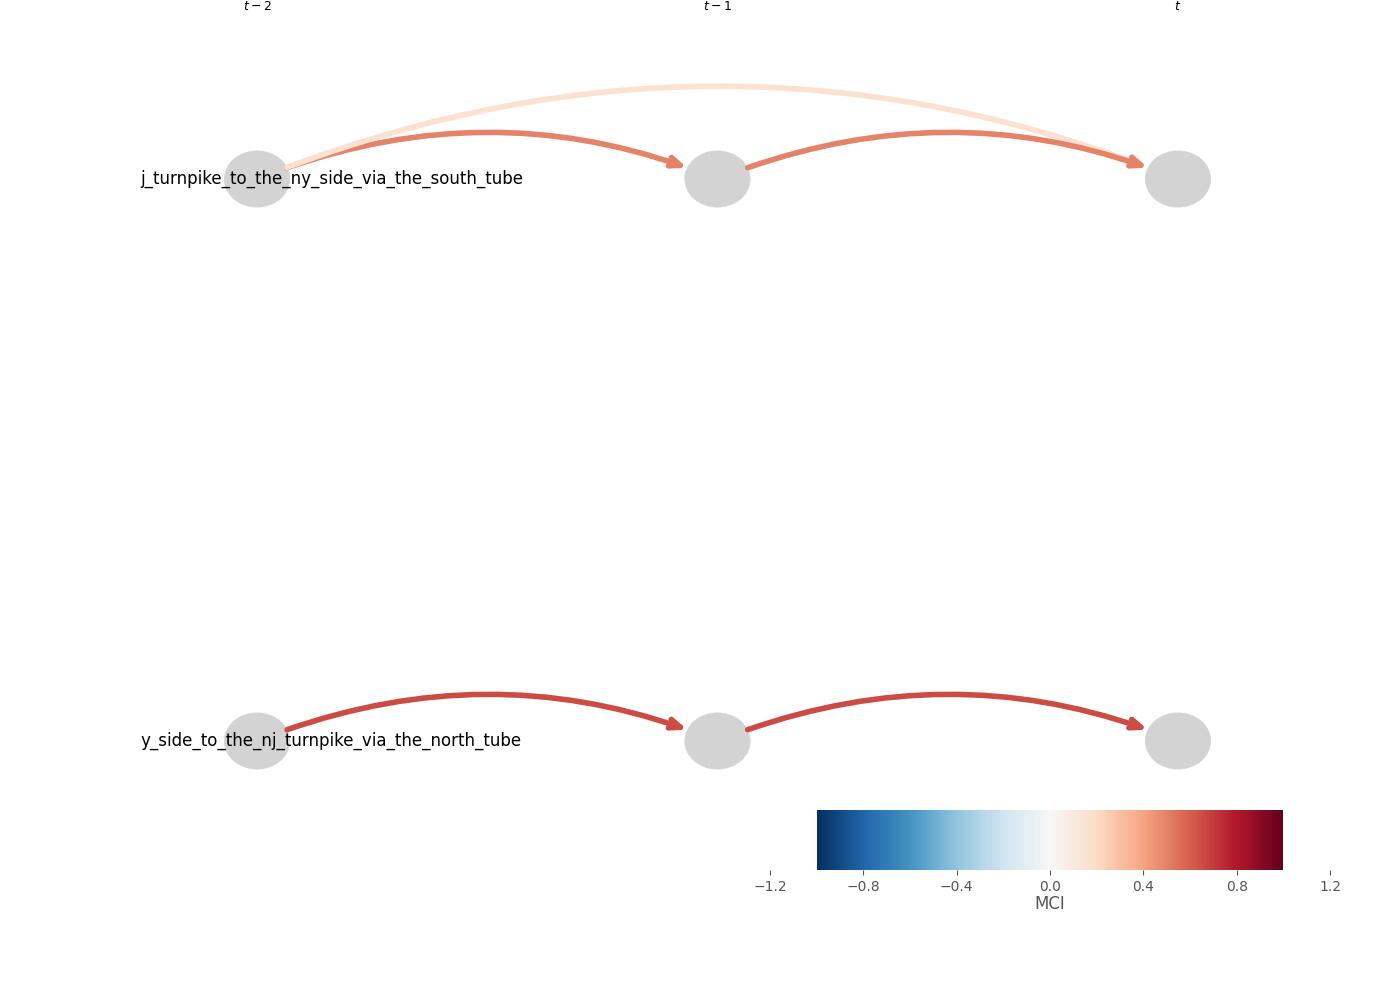 t − 2 t − 1 t
j_turnpike_to_the_ny_side_via_the_south_tube
y_side_to_the_nj_turnpike_via_the_north_tube
−1.2 −0.8 −0.4 0.0 0.4 0.8 1.2
MCI